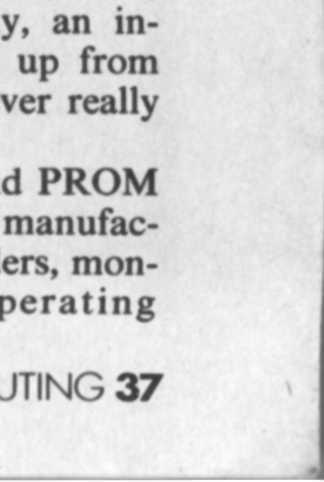 y, an in-
up from
ver really
d PROM
manufac-
ers, mon-
perating
UTING 37